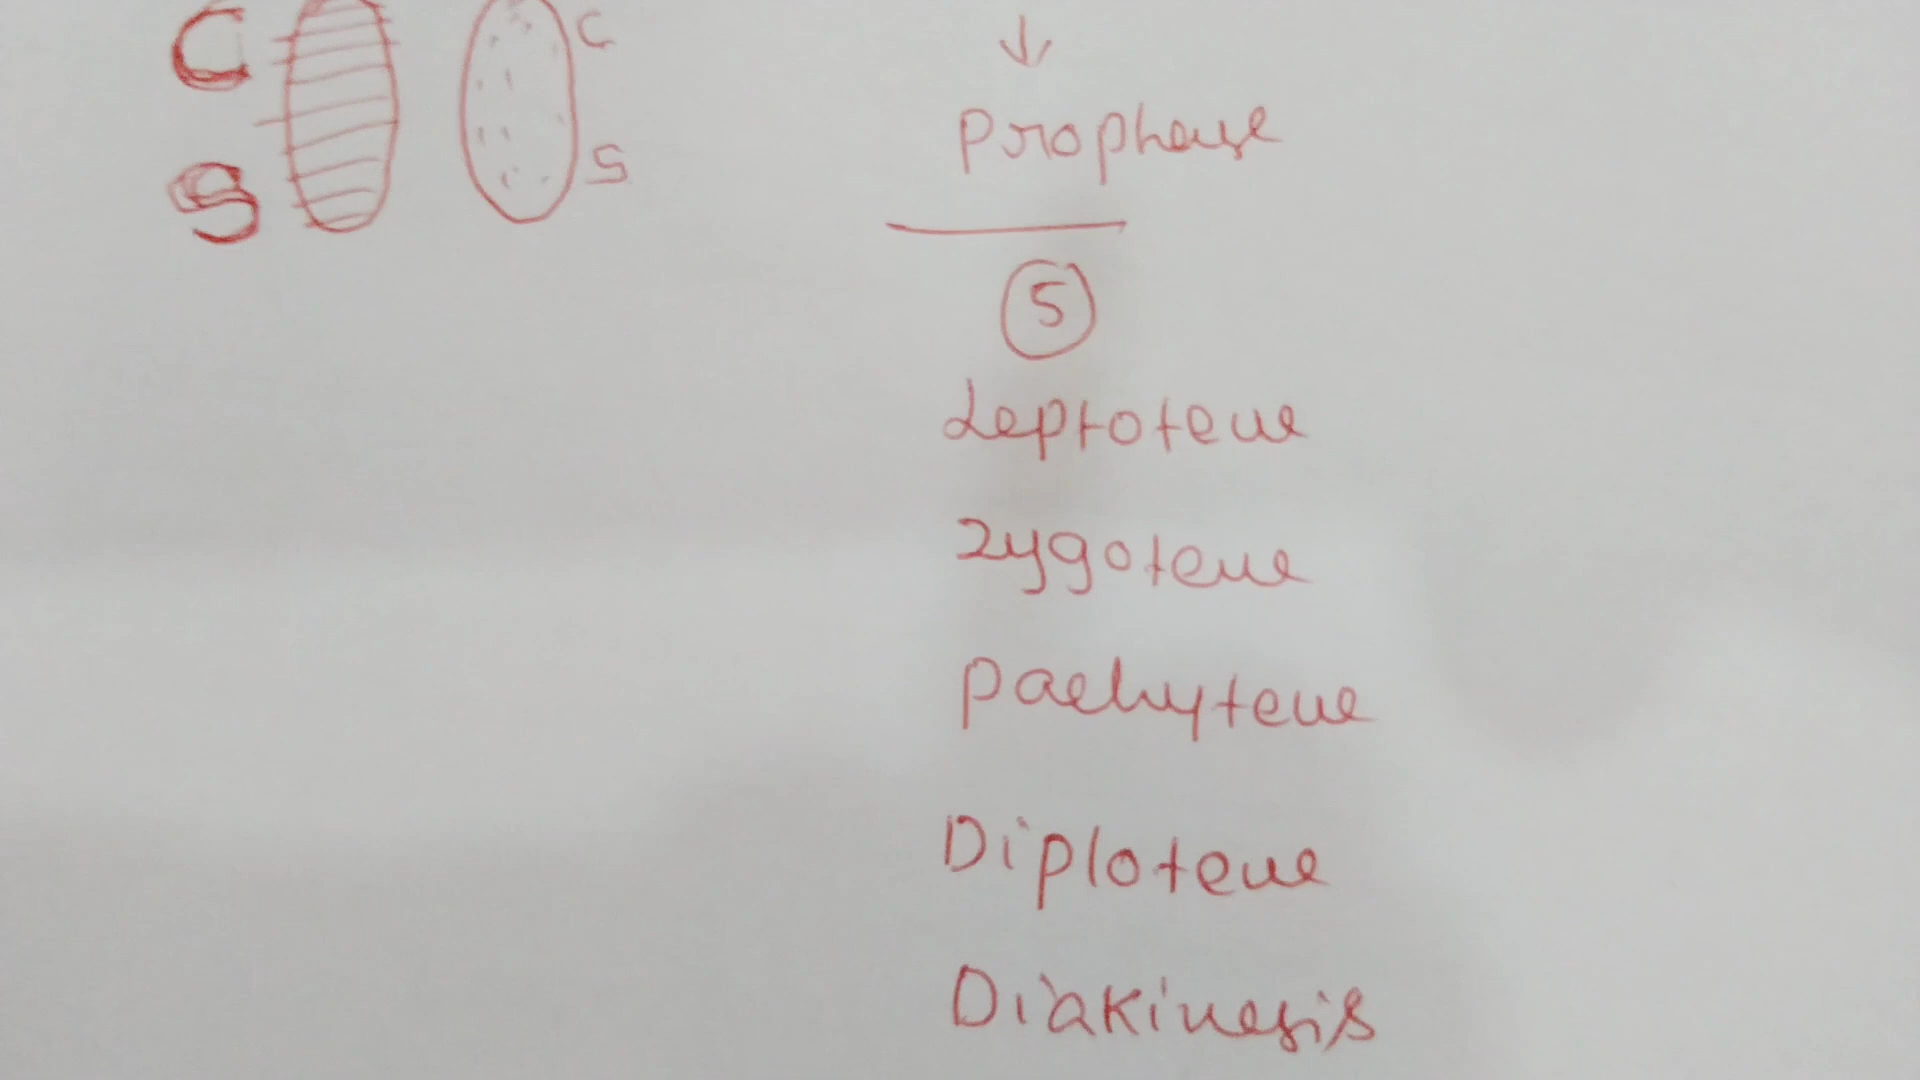 C
C
S
S
Prophase
5
Leptotene
Zygotene
Pachytene
Diplotene
Diakinesis